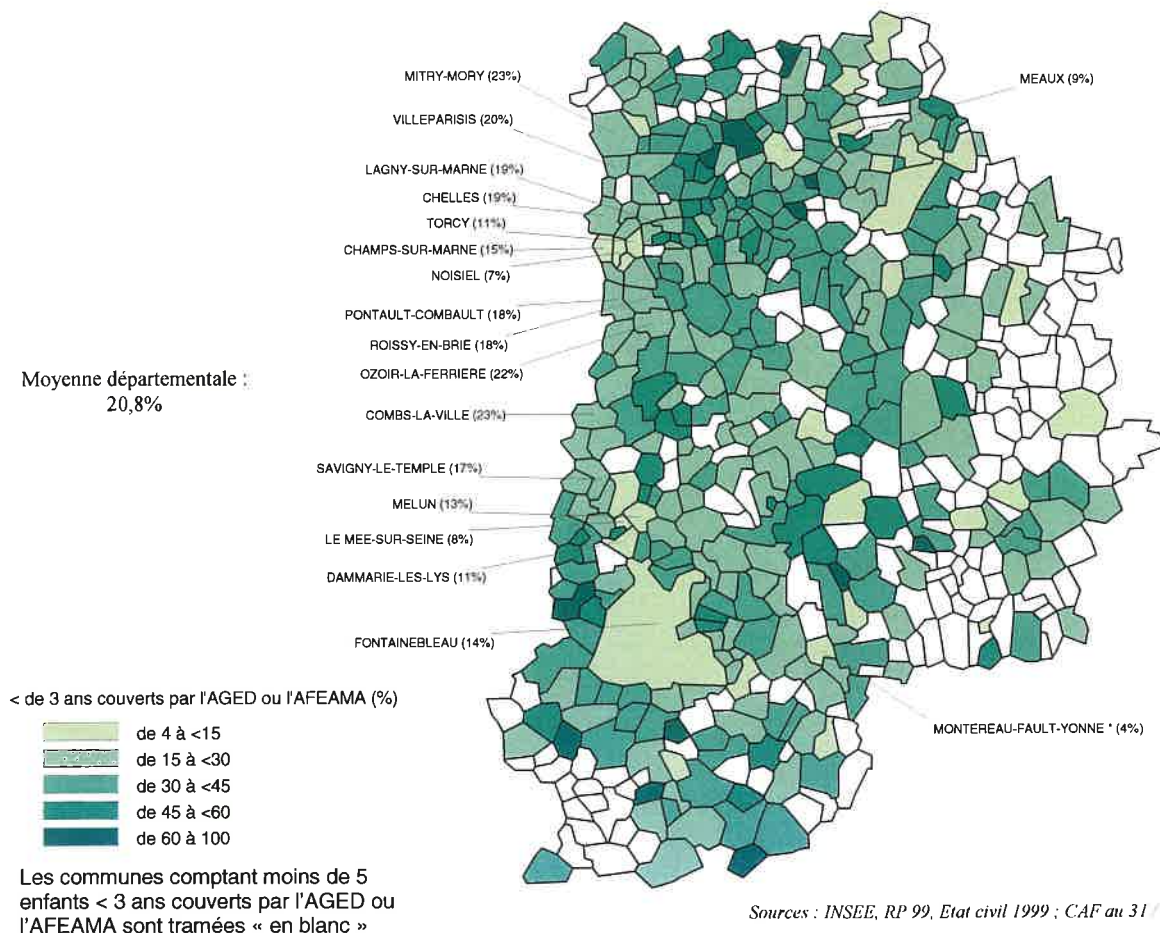 MITRY-MORY (23%)
MEAUX (9%)
VILLEPARISIS (20%)
LAGNY-SUR-MARNE (19%)
CHELLES (19%)
TORCY (11%)
CHAMPS-SUR-MARNE (15%)
NOISIEL (7%)
PONTAULT-COMBAULT (18%)
ROISSY-EN-BRIE (18%)
OZOIR-LA-FERRIERE (22%)
Moyenne départementale :
20,8%
COMBS-LA-VILLE (23%)
SAVIGNY-LE-TEMPLE (17%)
MELUN (13%)
LE MEE-SUR-SEINE (8%)
DAMMARIE-LES-LYS (11%)
FONTAINEBLEAU (14%)
MONTEREAU-FAULT-YONNE * (4%)
< de 3 ans couverts par l'AGED ou l'AFEAMA (%)
de 4 à <15
de 15 à <30
de 30 à <45
de 45 à <60
de 60 à 100
Les communes comptant moins de 5
enfants < 3 ans couverts par l'AGED ou
l'AFEAMA sont tramées « en blanc »
Sources : INSEE, RP 99, Etat civil 1999 ; CAF au 31 /